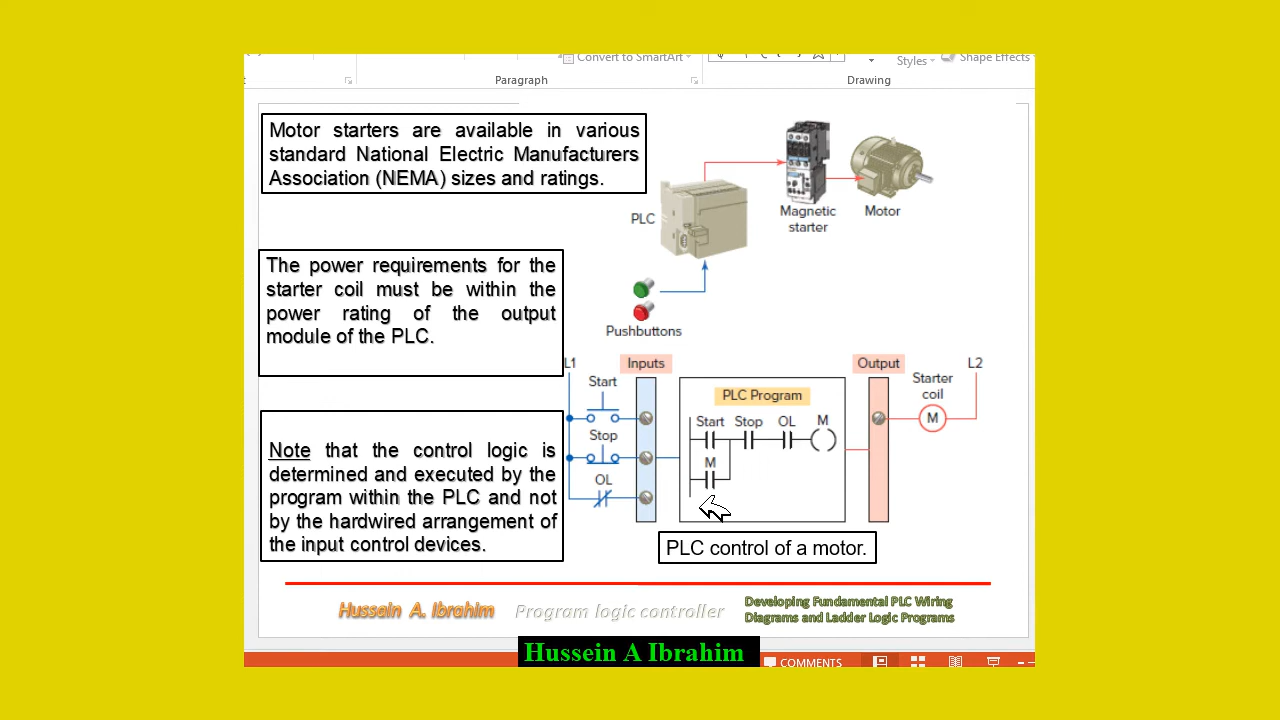 Convert to SmartArt
Styles
Shape Effects
Paragraph
Drawing
Motor starters are available in various
standard National Electric Manufacturers
Association (NEMA) sizes and ratings.
PLC
Magnetic
starter
Motor
Pushbuttons
The power requirements for the
starter coil must be within the
power rating of the output
module of the PLC.
L1
Inputs
Output
L2
Start
Stop
OL
PLC Program
Start Stop OL M
M
Starter
coil
M
Note that the control logic is
determined and executed by the
program within the PLC and not
by the hardwired arrangement of
the input control devices.
PLC control of a motor.
Hussein A. Ibrahim
Program logic controller
Developing Fundamental PLC Wiring
Diagrams and Ladder Logic Programs
Hussein A Ibrahim
COMMENTS